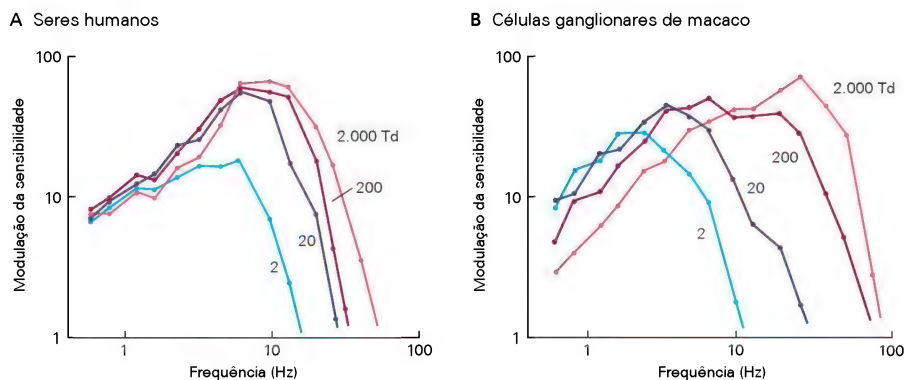 A Seres humanos
100
10
1
Modulação da sensibilidade
2.000 Td
200
20
2
1
10
100
Frequência (Hz)
B Células ganglionares de macaco
100
10
1
Modulação da sensibilidade
2.000 Td
200
20
2
1
10
100
Frequência (Hz)